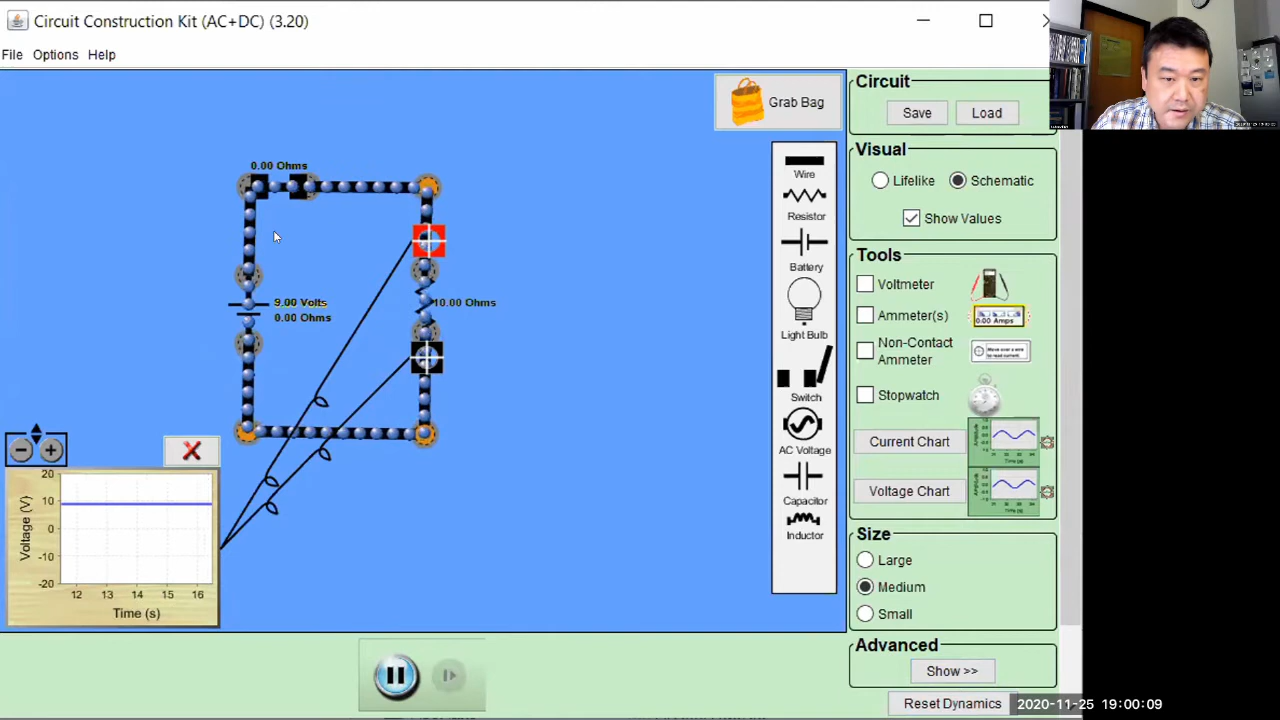 Circuit Construction Kit (AC+DC) (3.20)
File Options Help
Grab Bag
0.00 Ohms
9.00 Volts
0.00 Ohms
10.00 Ohms
Wire
Resistor
Battery
Light Bulb
Switch
AC Voltage
Capacitor
Inductor
Circuit
Save Load
Visual
Lifelike Schematic
Show Values
Tools
Voltmeter
Ammeter(s)
0.00 Amps
Non-Contact
Ammeter
Stopwatch
Current Chart
Voltage Chart
Size
Large
Medium
Small
Advanced
Show >>
Reset Dynamics
Voltage (V)
20
10
0
-10
-20
12 13 14 15 16
Time (s)
2020-11-25 19:00:09